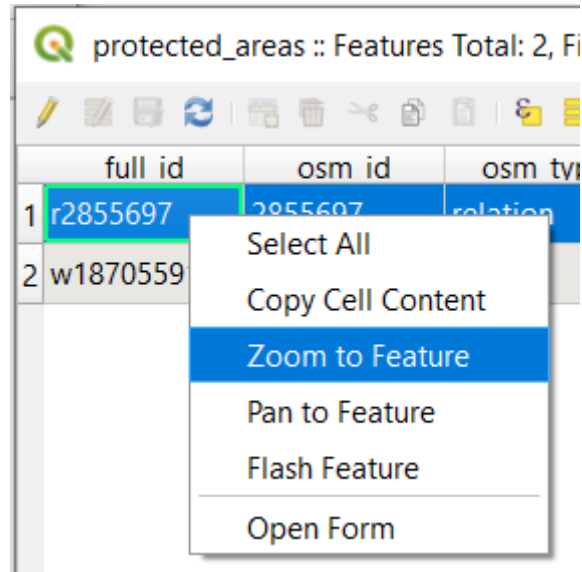 protected_areas :: Features Total: 2, Fi
full_id osm_id osm_typ
1 r2855697 2855697 relation
2 w1870559
Select All
Copy Cell Content
Zoom to Feature
Pan to Feature
Flash Feature
Open Form